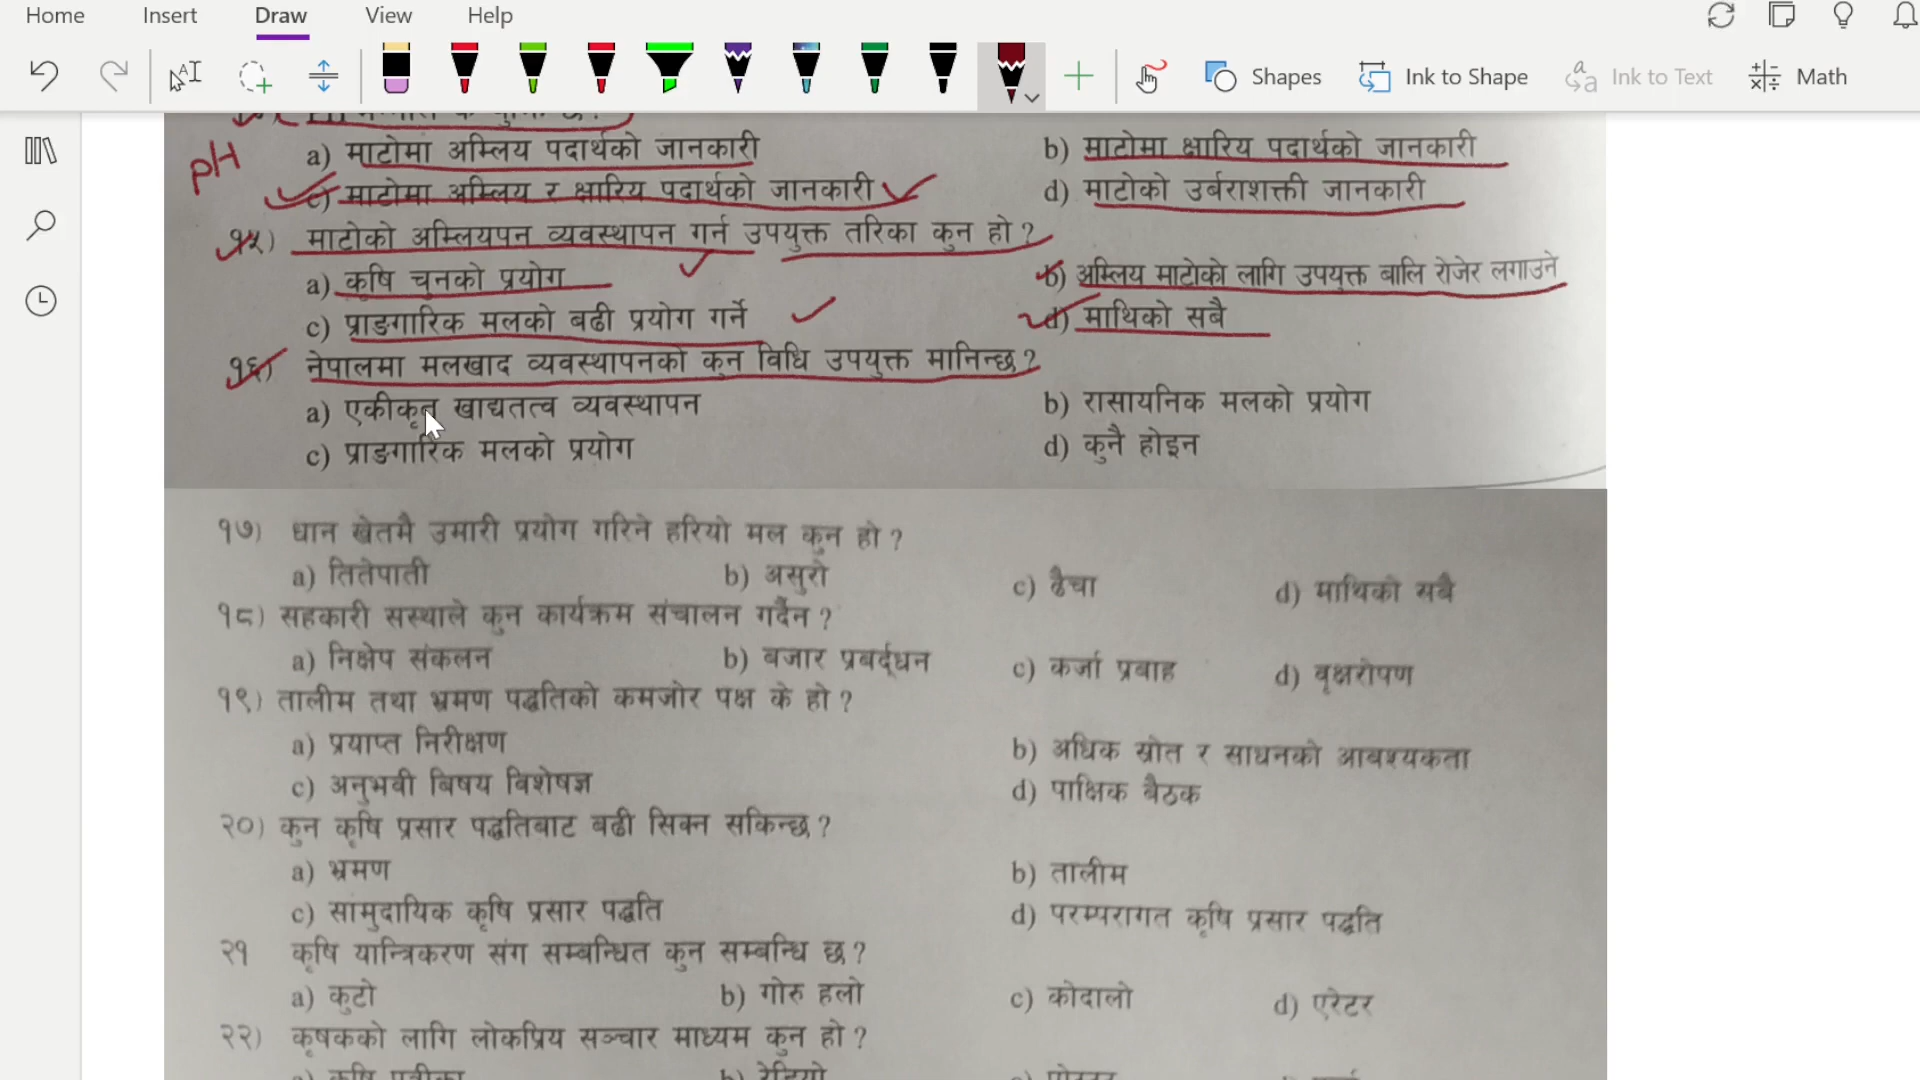 Home Insert Draw View Help
Shapes Ink to Shape Ink to Text Math
pH
a) माटोमा अम्लिय पदार्थको जानकारी b) माटोमा क्षारिय पदार्थको जानकारी
c) माटोमा अम्लिय र क्षारिय पदार्थको जानकारी d) माटोको उर्बराशक्ती जानकारी
१५) माटोको अम्लियपन व्यवस्थापन गर्न उपयुक्त तरिका कुन हो ?
a) कृषि चुनको प्रयोग b) अम्लिय माटोको लागि उपयुक्त बालि रोजेर लगाउने
c) प्राङगारिक मलको बढी प्रयोग गर्ने d) माथिको सबै
१६) नेपालमा मलखाद व्यवस्थापनको कुन विधि उपयुक्त मानिन्छ ?
a) एकीकृत खाद्यतत्व व्यवस्थापन b) रासायनिक मलको प्रयोग
c) प्राङगारिक मलको प्रयोग d) कुनै होइन
१७) धान खेतमै उमारी प्रयोग गरिने हरियो मल कुन हो ?
a) तितेपाती b) असुरो c) ढैचा d) माथिको सबै
१८) सहकारी सस्थाले कुन कार्यक्रम संचालन गर्दैन ?
a) निक्षेप संकलन b) बजार प्रबर्द्धन c) कर्जा प्रबाह d) वृक्षरोपण
१९) तालीम तथा भ्रमण पद्धतिको कमजोर पक्ष के हो ?
a) प्रयाप्त निरीक्षण b) अधिक स्रोत र साधनको आबश्यकता
c) अनुभवी बिषय विशेषज्ञ d) पाक्षिक बैठक
२०) कुन कृषि प्रसार पद्धतिबाट बढी सिक्न सकिन्छ ?
a) भ्रमण b) तालीम
c) सामुदायिक कृषि प्रसार पद्धति d) परम्परागत कृषि प्रसार पद्धति
२१ कृषि यान्त्रिकरण संग सम्बन्धित कुन सम्बन्धि छ ?
a) कुटो b) गोरु हलो c) कोदालो d) एरेटर
२२) कृषकको लागि लोकप्रिय सञ्चार माध्यम कुन हो ?